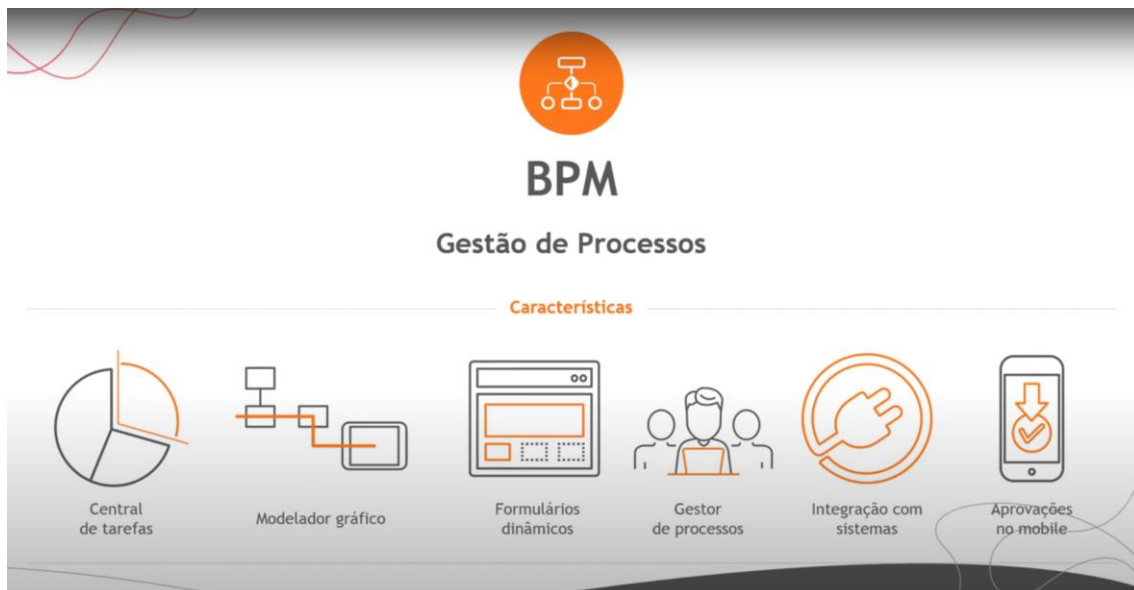 BPM
Gestão de Processos
Características
Central
de tarefas
Modelador gráfico
Formulários
dinâmicos
Gestor
de processos
Integração com
sistemas
Aprovações
no mobile